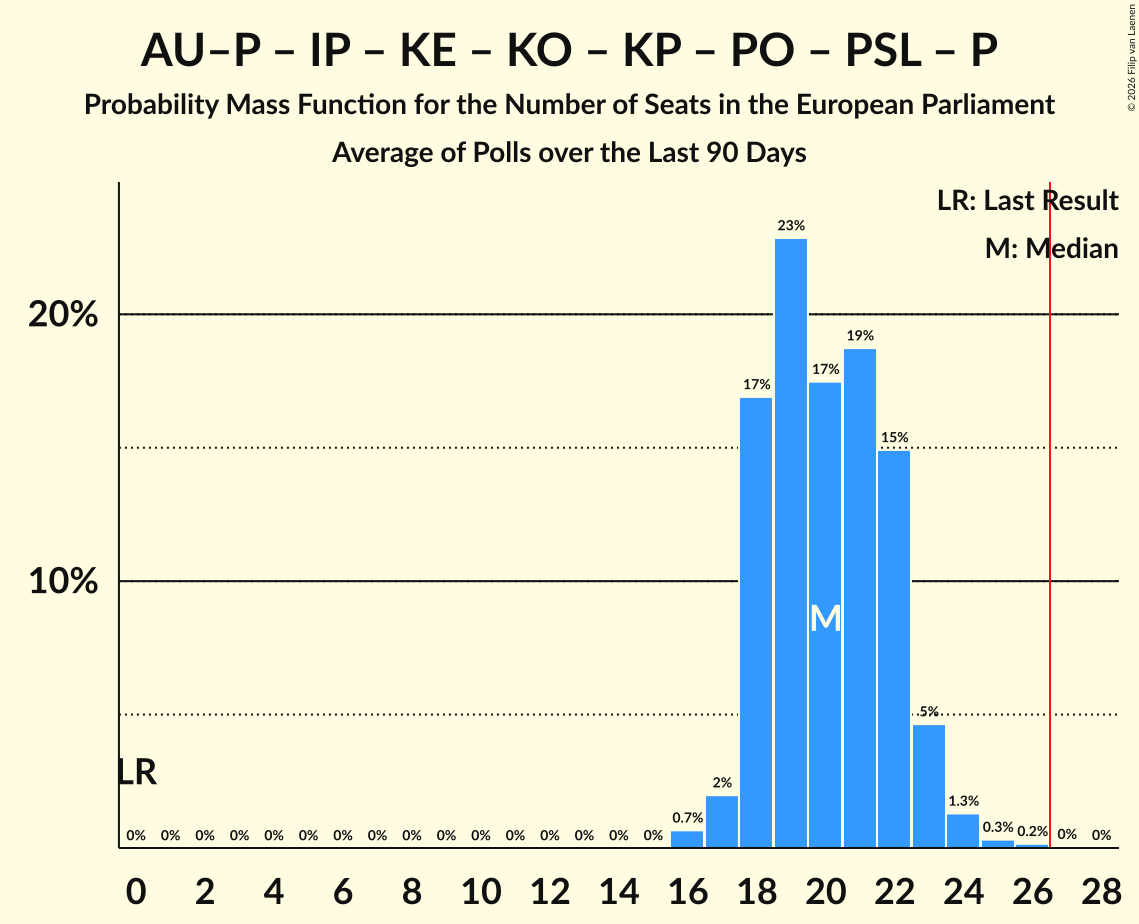 AU–P – IP – KE – KO – KP – PO – PSL – P
Probability Mass Function for the Number of Seats in the European Parliament
Average of Polls over the Last 90 Days
© 2026 Filip van Laenen
LR: Last Result
M: Median
23%
20%
19%
17%
17%
15%
10%
M
5%
LR
2%
1.3%
0.7%
0.3%
0.2%
0% 0% 0% 0% 0% 0% 0% 0% 0% 0% 0% 0% 0% 0% 0% 0% 0% 0%
0 2 4 6 8 10 12 14 16 18 20 22 24 26 28